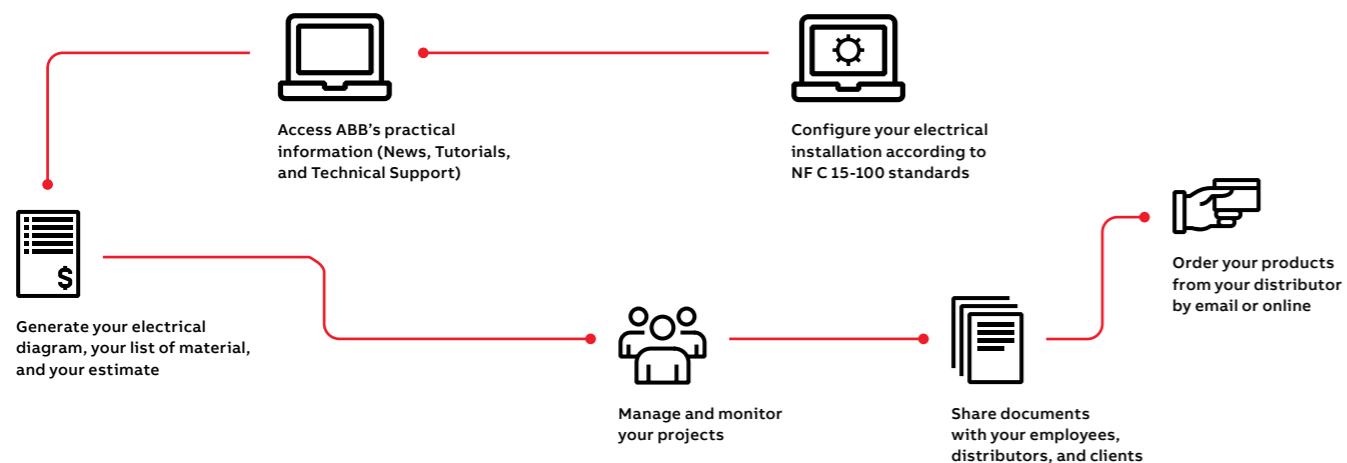 Access ABB's practical
information (News, Tutorials,
and Technical Support)
Configure your electrical
installation according to
NF C 15-100 standards
Order your products
from your distributor
by email or online
$
Generate your electrical
diagram, your list of material,
and your estimate
Manage and monitor
your projects
Share documents
with your employees,
distributors, and clients